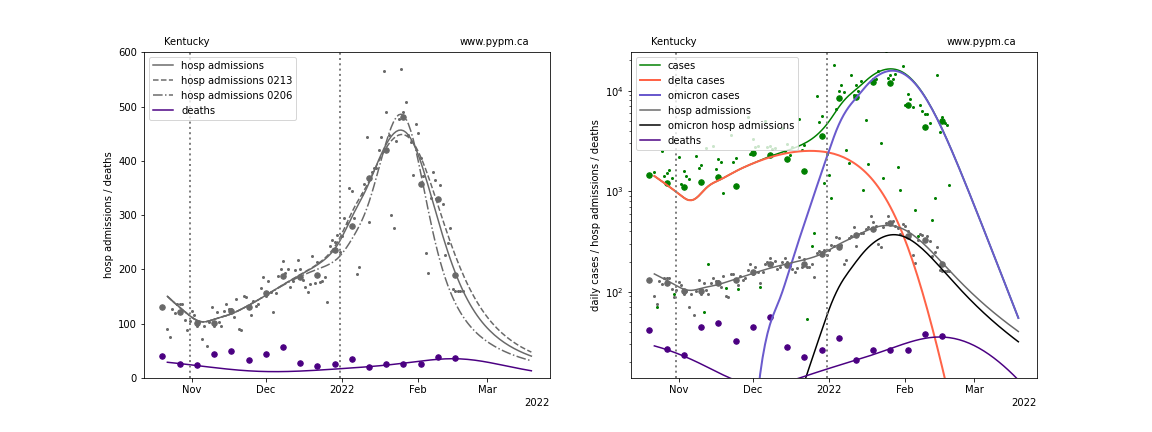 Kentucky
www.pypm.ca
600
500
400
300
200
100
0
hosp admissions / deaths
hosp admissions
hosp admissions 0213
hosp admissions 0206
deaths
Nov
Dec
2022
Feb
Mar
2022
Kentucky
www.pypm.ca
10⁴
10³
10²
daily cases / hosp admissions / deaths
cases
delta cases
omicron cases
hosp admissions
omicron hosp admissions
deaths
Nov
Dec
2022
Feb
Mar
2022